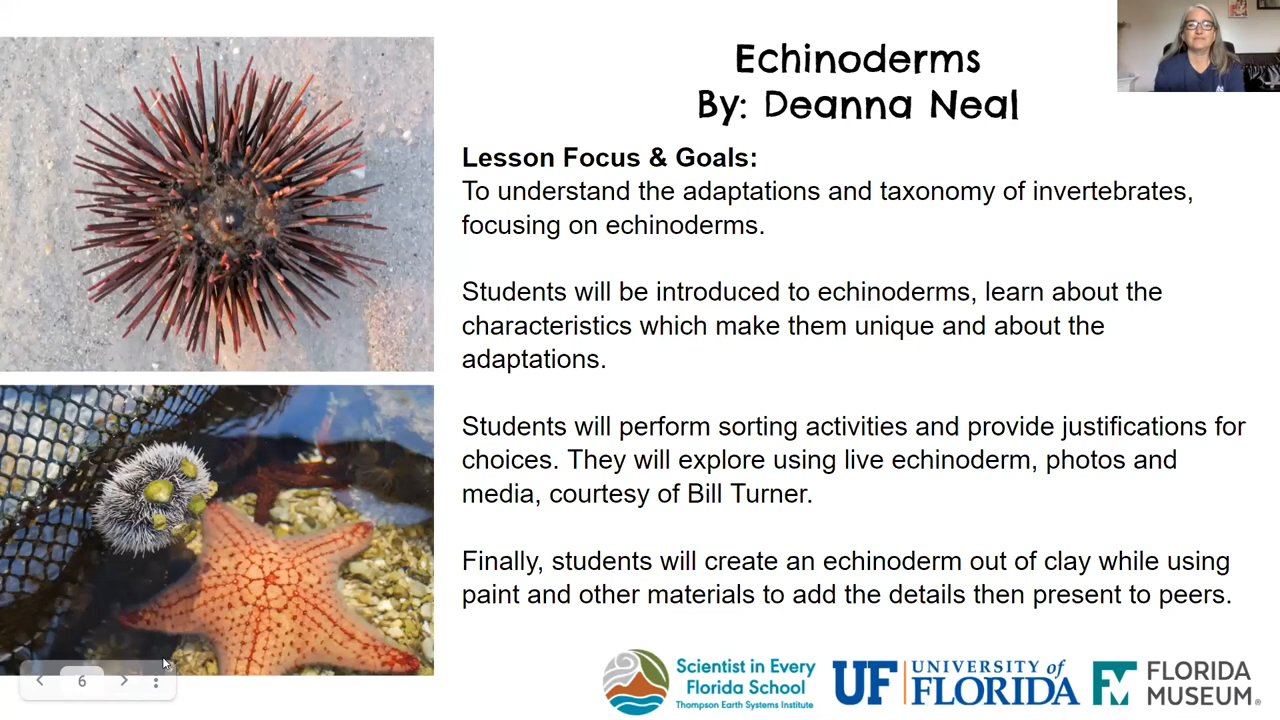 Echinoderms
By: Deanna Neal
Lesson Focus & Goals:
To understand the adaptations and taxonomy of invertebrates,
focusing on echinoderms.
Students will be introduced to echinoderms, learn about the
characteristics which make them unique and about the
adaptations.
Students will perform sorting activities and provide justifications for
choices. They will explore using live echinoderm, photos and
media, courtesy of Bill Turner.
Finally, students will create an echinoderm out of clay while using
paint and other materials to add the details then present to peers.
6
Scientist in Every
Florida School
Thompson Earth Systems Institute
UF
UNIVERSITY of
FLORIDA
FM
FLORIDA
MUSEUM®